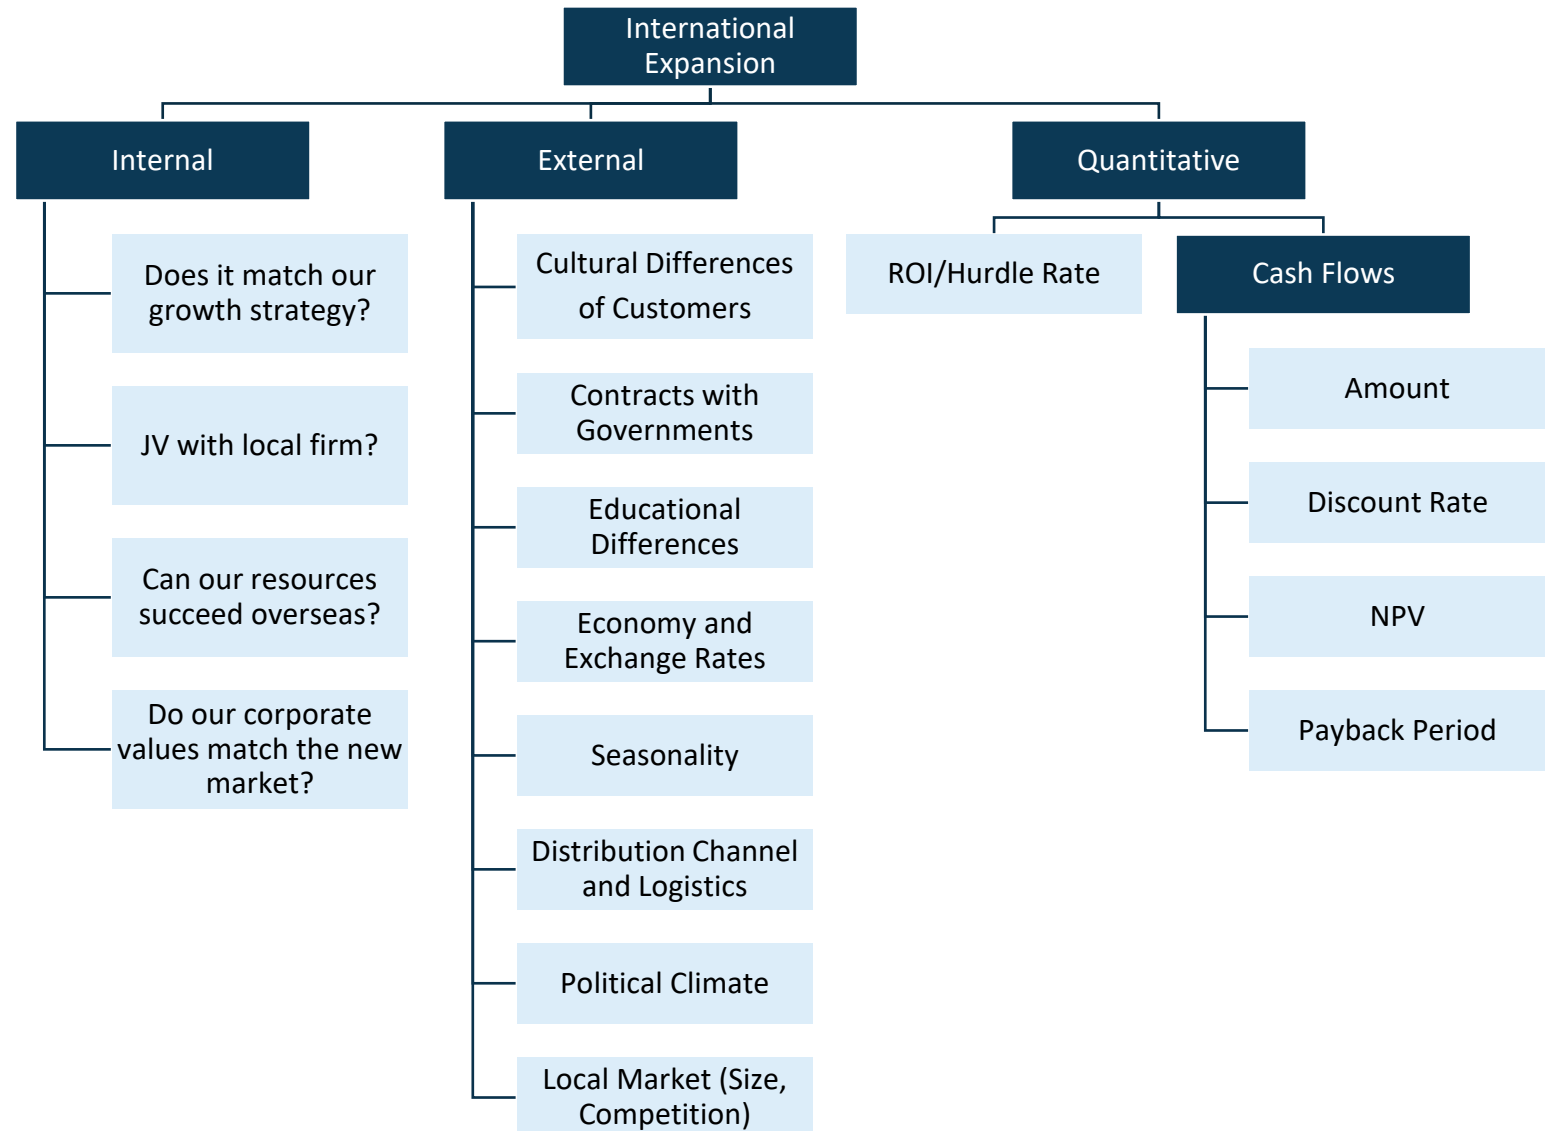 International
Expansion
Internal
Does it match our
growth strategy?
JV with local firm?
Can our resources
succeed overseas?
Do our corporate
values match the new
market?
External
Cultural Differences
of Customers
Contracts with
Governments
Educational
Differences
Economy and
Exchange Rates
Seasonality
Distribution Channel
and Logistics
Political Climate
Local Market (Size,
Competition)
Quantitative
ROI/Hurdle Rate
Cash Flows
Amount
Discount Rate
NPV
Payback Period